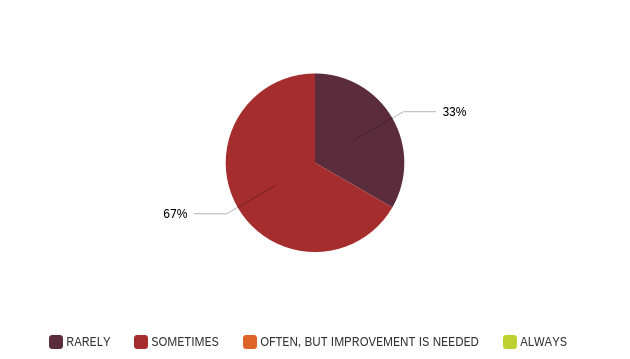 33%
67%
RARELY SOMETIMES OFTEN, BUT IMPROVEMENT IS NEEDED ALWAYS